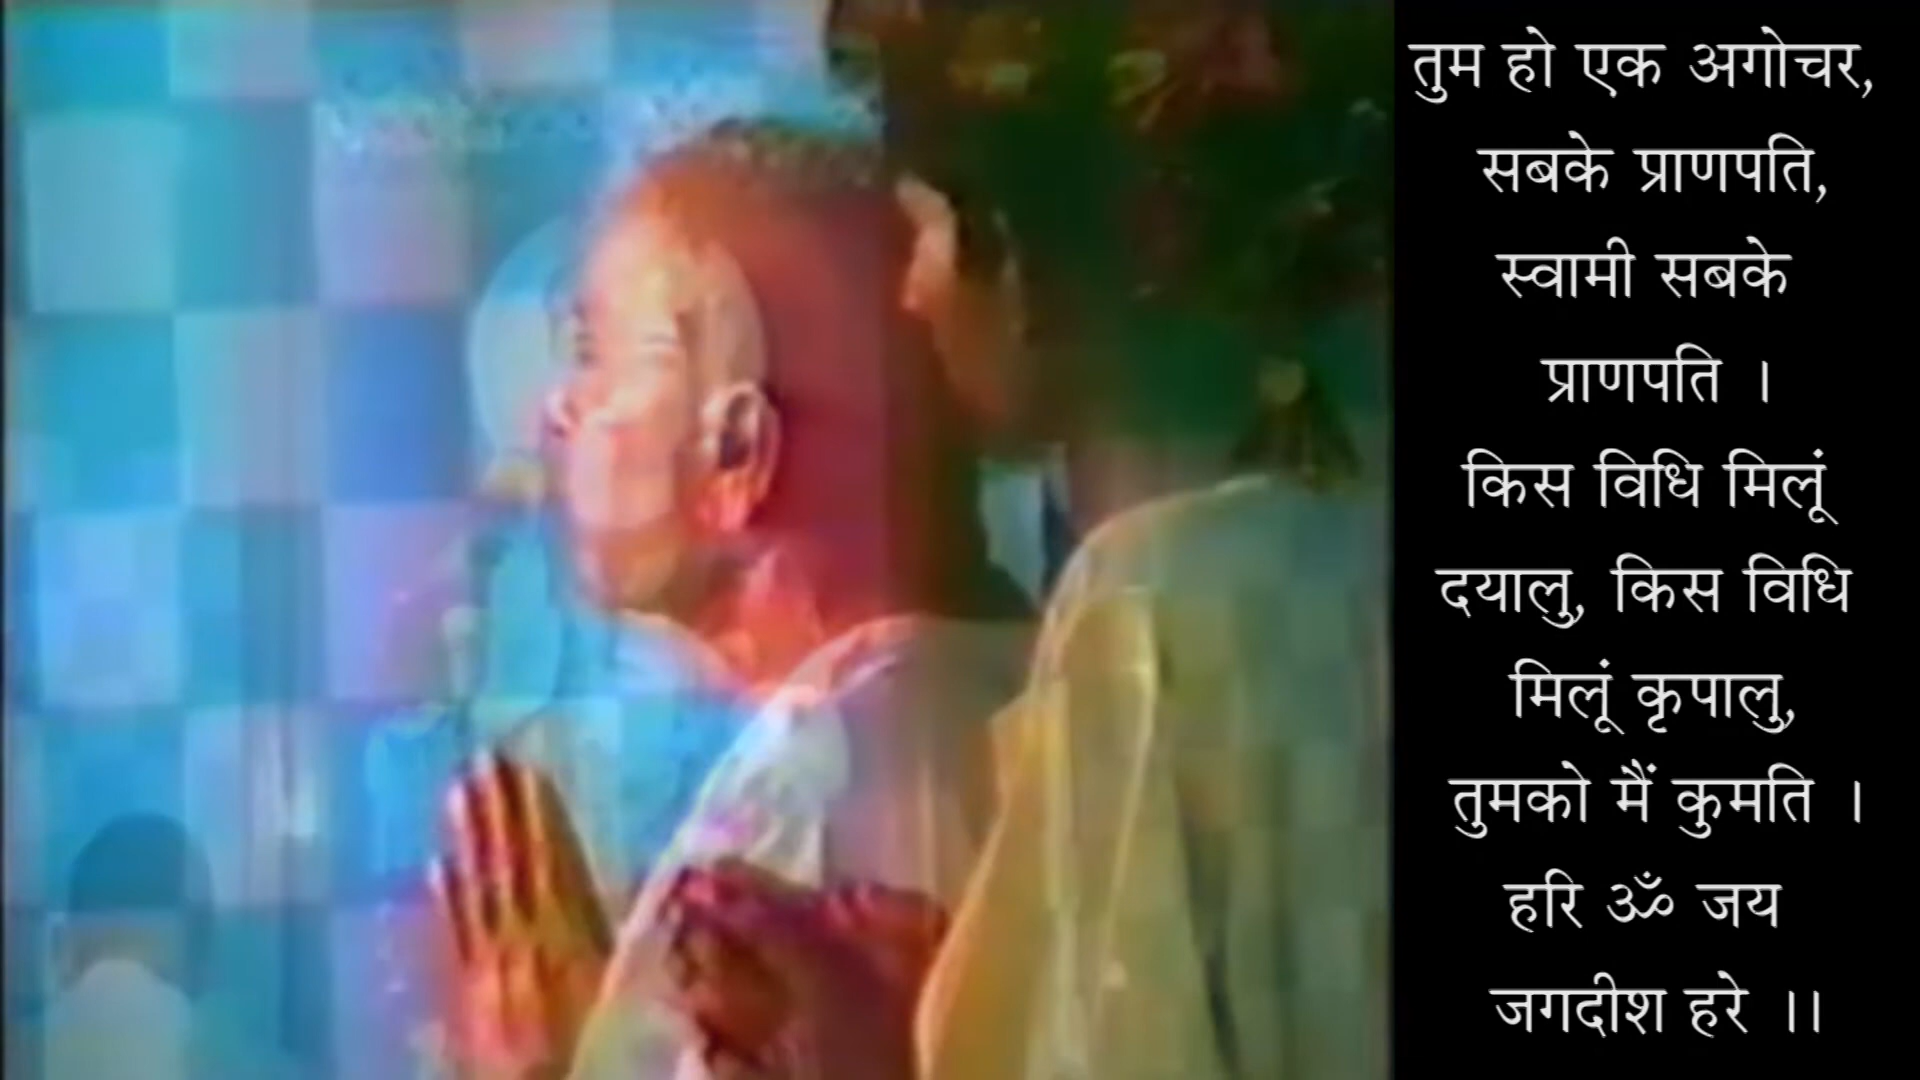 तुम हो एक अगोचर,
सबके प्राणपति,
स्वामी सबके
प्राणपति ।
किस विधि मिलूं
दयालु, किस विधि
मिलूं कृपालु,
तुमको मैं कुमति ।
हरि ॐ जय
जगदीश हरे ।।